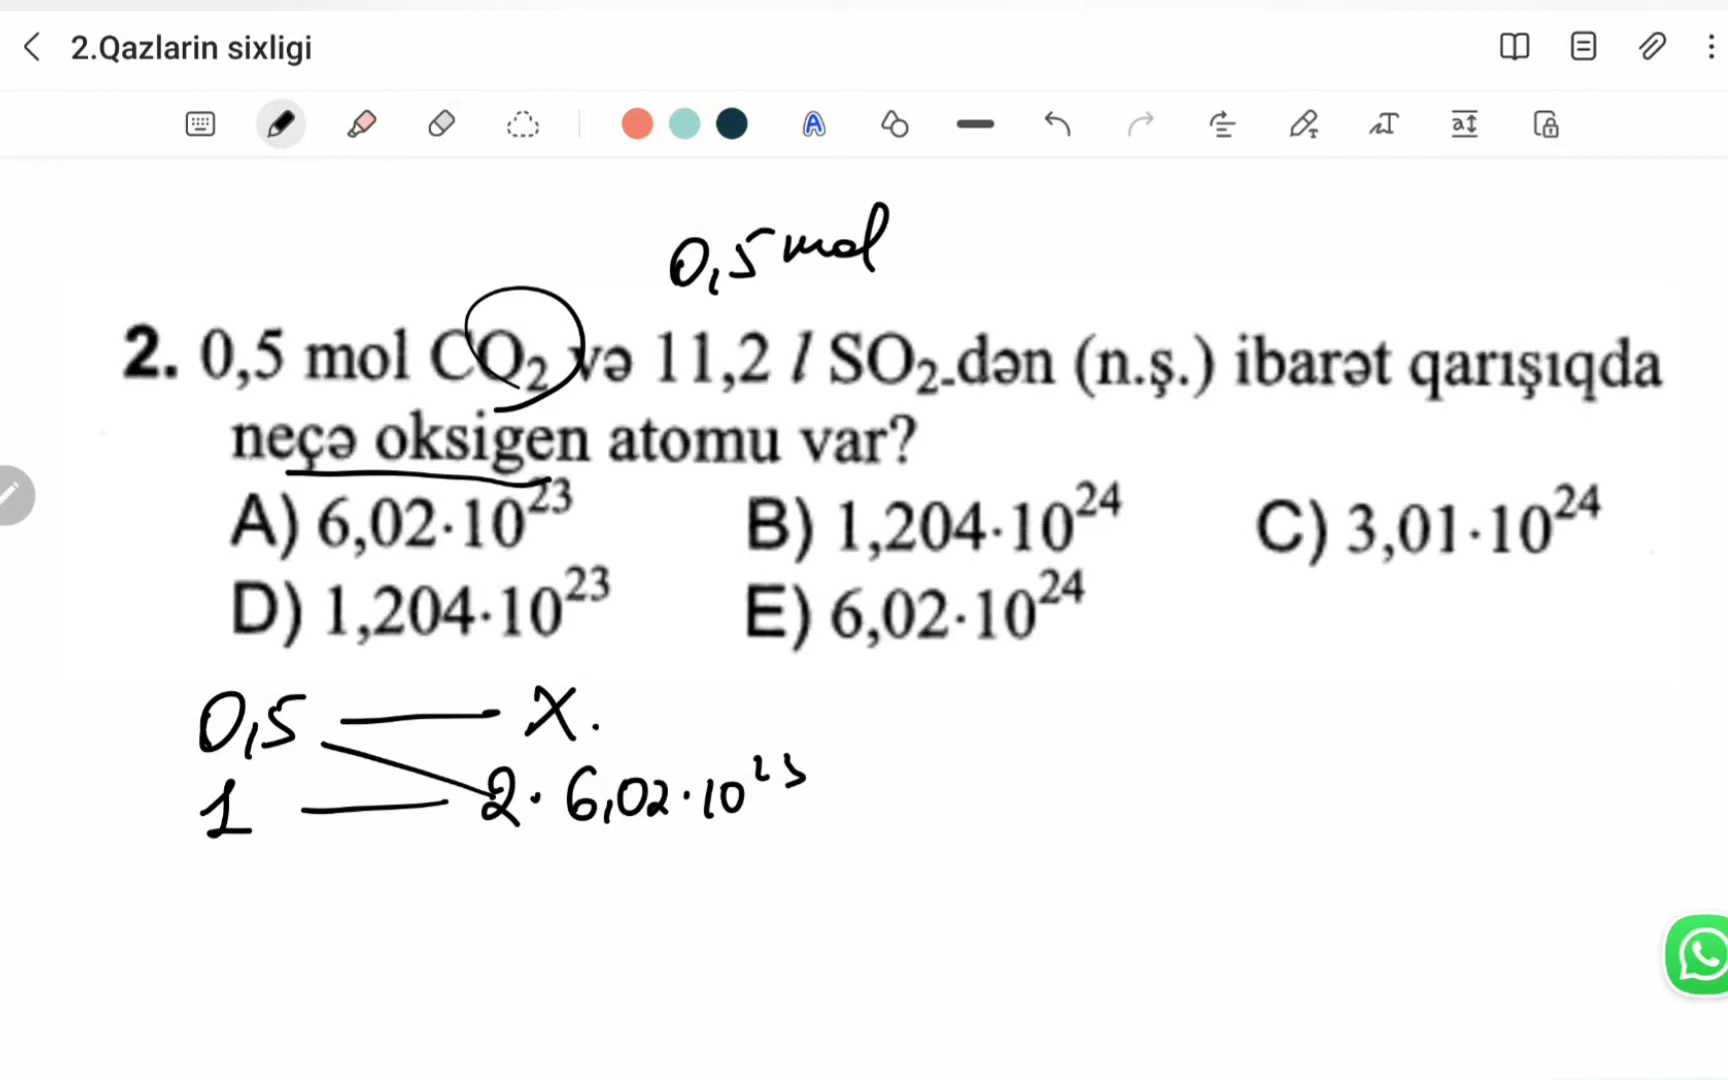 2.Qazlarin sixligi
0,5 mol
2. 0,5 mol CO₂ və 11,2 l SO₂-dən (n.ş.) ibarət qarışıqda
neçə oksigen atomu var?
A) 6,02·10²³ B) 1,204·10²⁴ C) 3,01·10²⁴
D) 1,204·10²³ E) 6,02·10²⁴
0,5 — X.
1 — 2·6,02·10²³